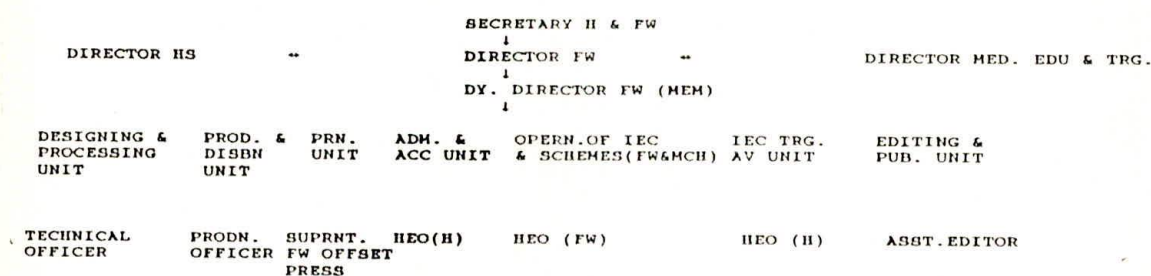 SECRETARY H & FW
↓
DIRECTOR HS ↔ DIRECTOR FW ↔ DIRECTOR MED. EDU & TRG.
↓
DY. DIRECTOR FW (MEM)
↓
DESIGNING & PROD. & PRN. ADM. & OPERN.OF IEC IEC TRG. EDITING &
PROCESSING DISBN UNIT ACC UNIT & SCHEMES(FW&MCH) AV UNIT PUB. UNIT
UNIT UNIT
TECHNICAL PRODN. SUPRNT. HEO(H) HEO (FW) HEO (H) ASST.EDITOR
OFFICER OFFICER FW OFFSET
PRESS